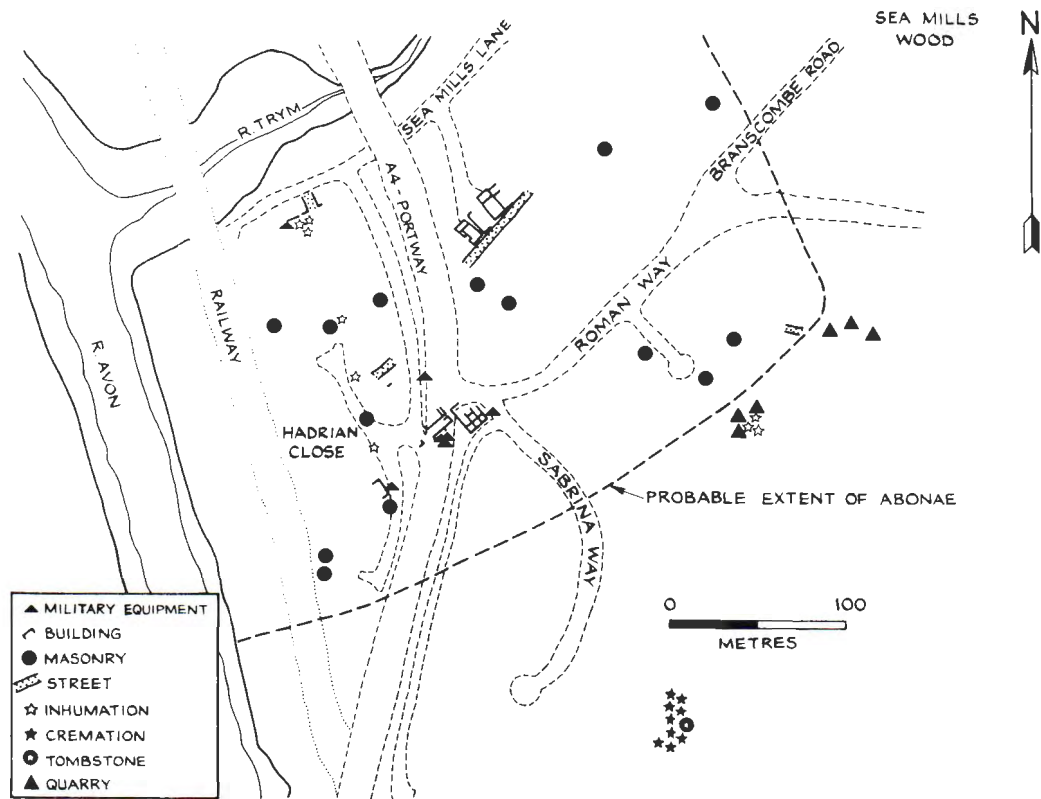 SEA MILLS
WOOD
N
SEA MILLS LANE
BRANSCOMBE ROAD
R. TRYM
A4 PORTWAY
ROMAN WAY
RAILWAY
R. AVON
HADRIAN
CLOSE
SABRINA WAY
PROBABLE EXTENT OF ABONAE
0 100
METRES
MILITARY EQUIPMENT
BUILDING
MASONRY
STREET
INHUMATION
CREMATION
TOMBSTONE
QUARRY